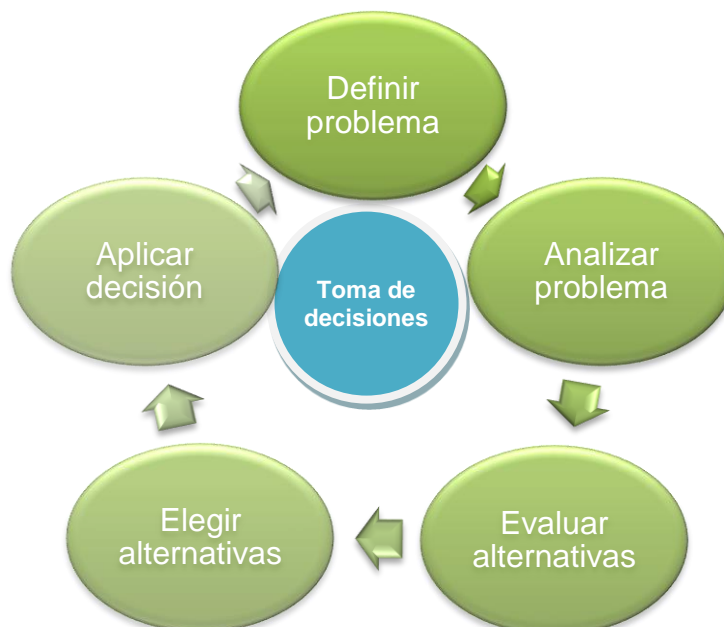 Definir
problema
Analizar
problema
Evaluar
alternativas
Elegir
alternativas
Aplicar
decisión
Toma de
decisiones